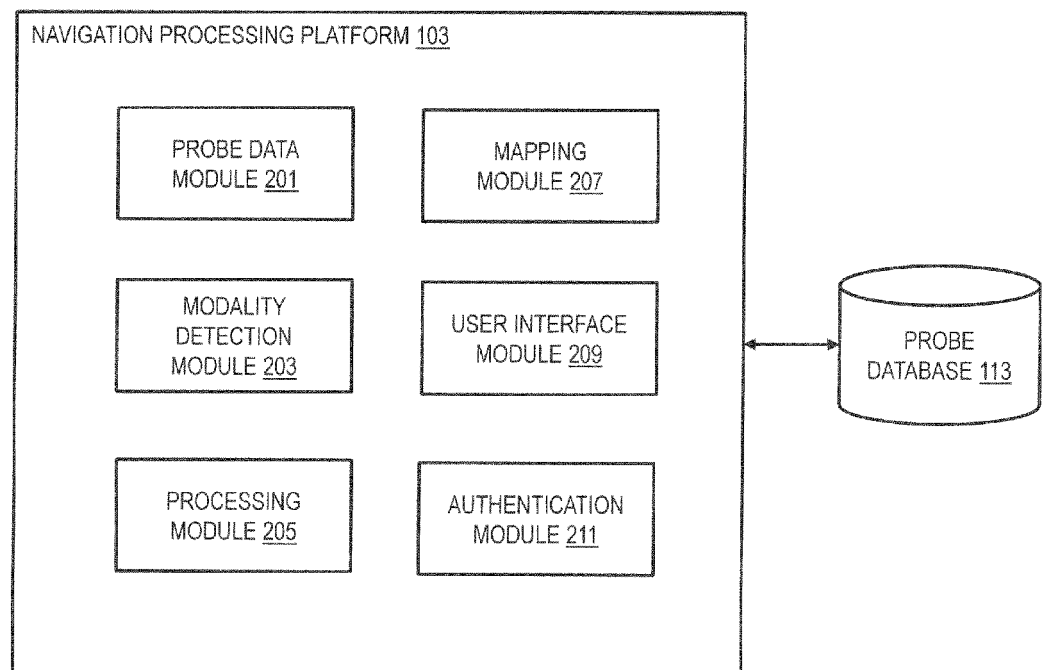 NAVIGATION PROCESSING PLATFORM 103
PROBE DATA
MODULE 201
MAPPING
MODULE 207
MODALITY
DETECTION
MODULE 203
USER INTERFACE
MODULE 209
PROBE
DATABASE 113
PROCESSING
MODULE 205
AUTHENTICATION
MODULE 211